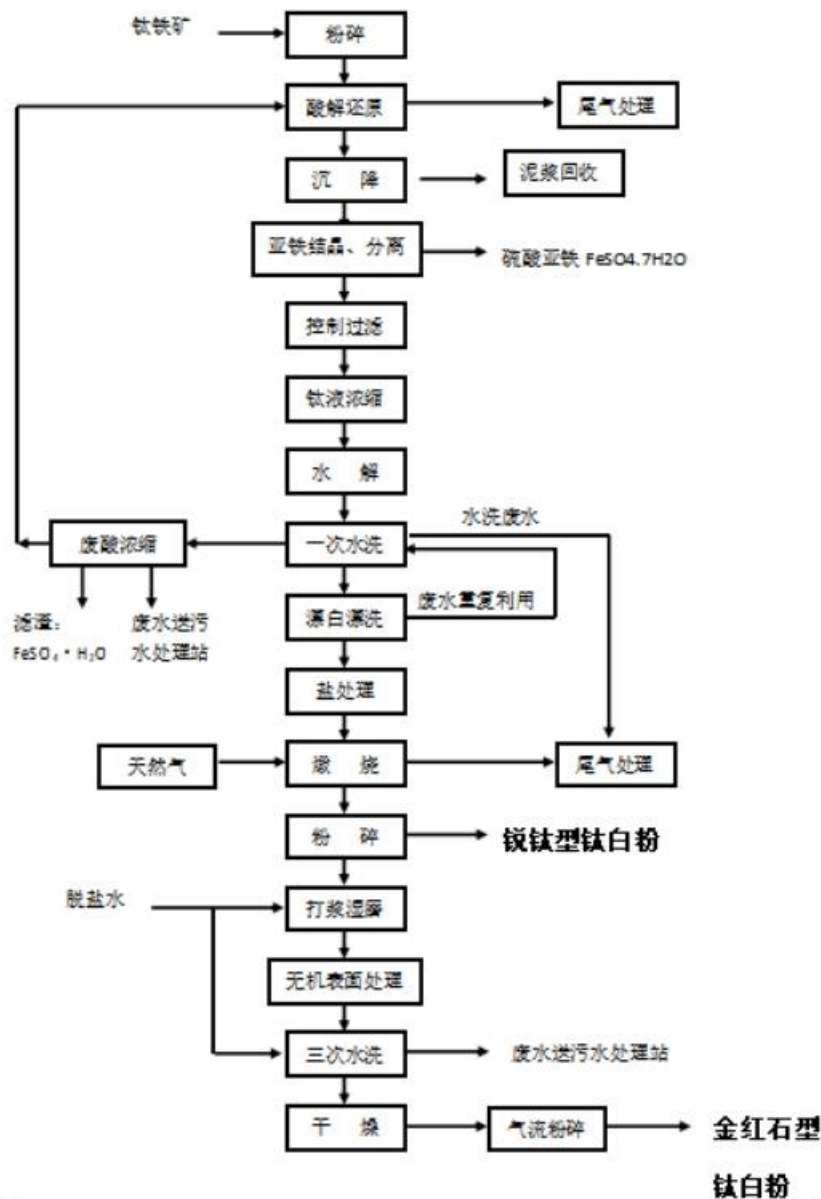 钛铁矿
粉碎
酸解还原
尾气处理
沉 降
泥浆回收
亚铁结晶、分离
硫酸亚铁 FeSO4.7H2O
控制过滤
钛液浓缩
水 解
水洗废水
废酸浓缩
一次水洗
废水重复利用
漂白漂洗
滤渣:
FeSO₄·H₂O
废水送污
水处理站
盐处理
天然气
煅 烧
尾气处理
粉 碎
锐钛型钛白粉
脱盐水
打浆湿磨
无机表面处理
三次水洗
废水送污水处理站
干 燥
气流粉碎
金红石型
钛白粉